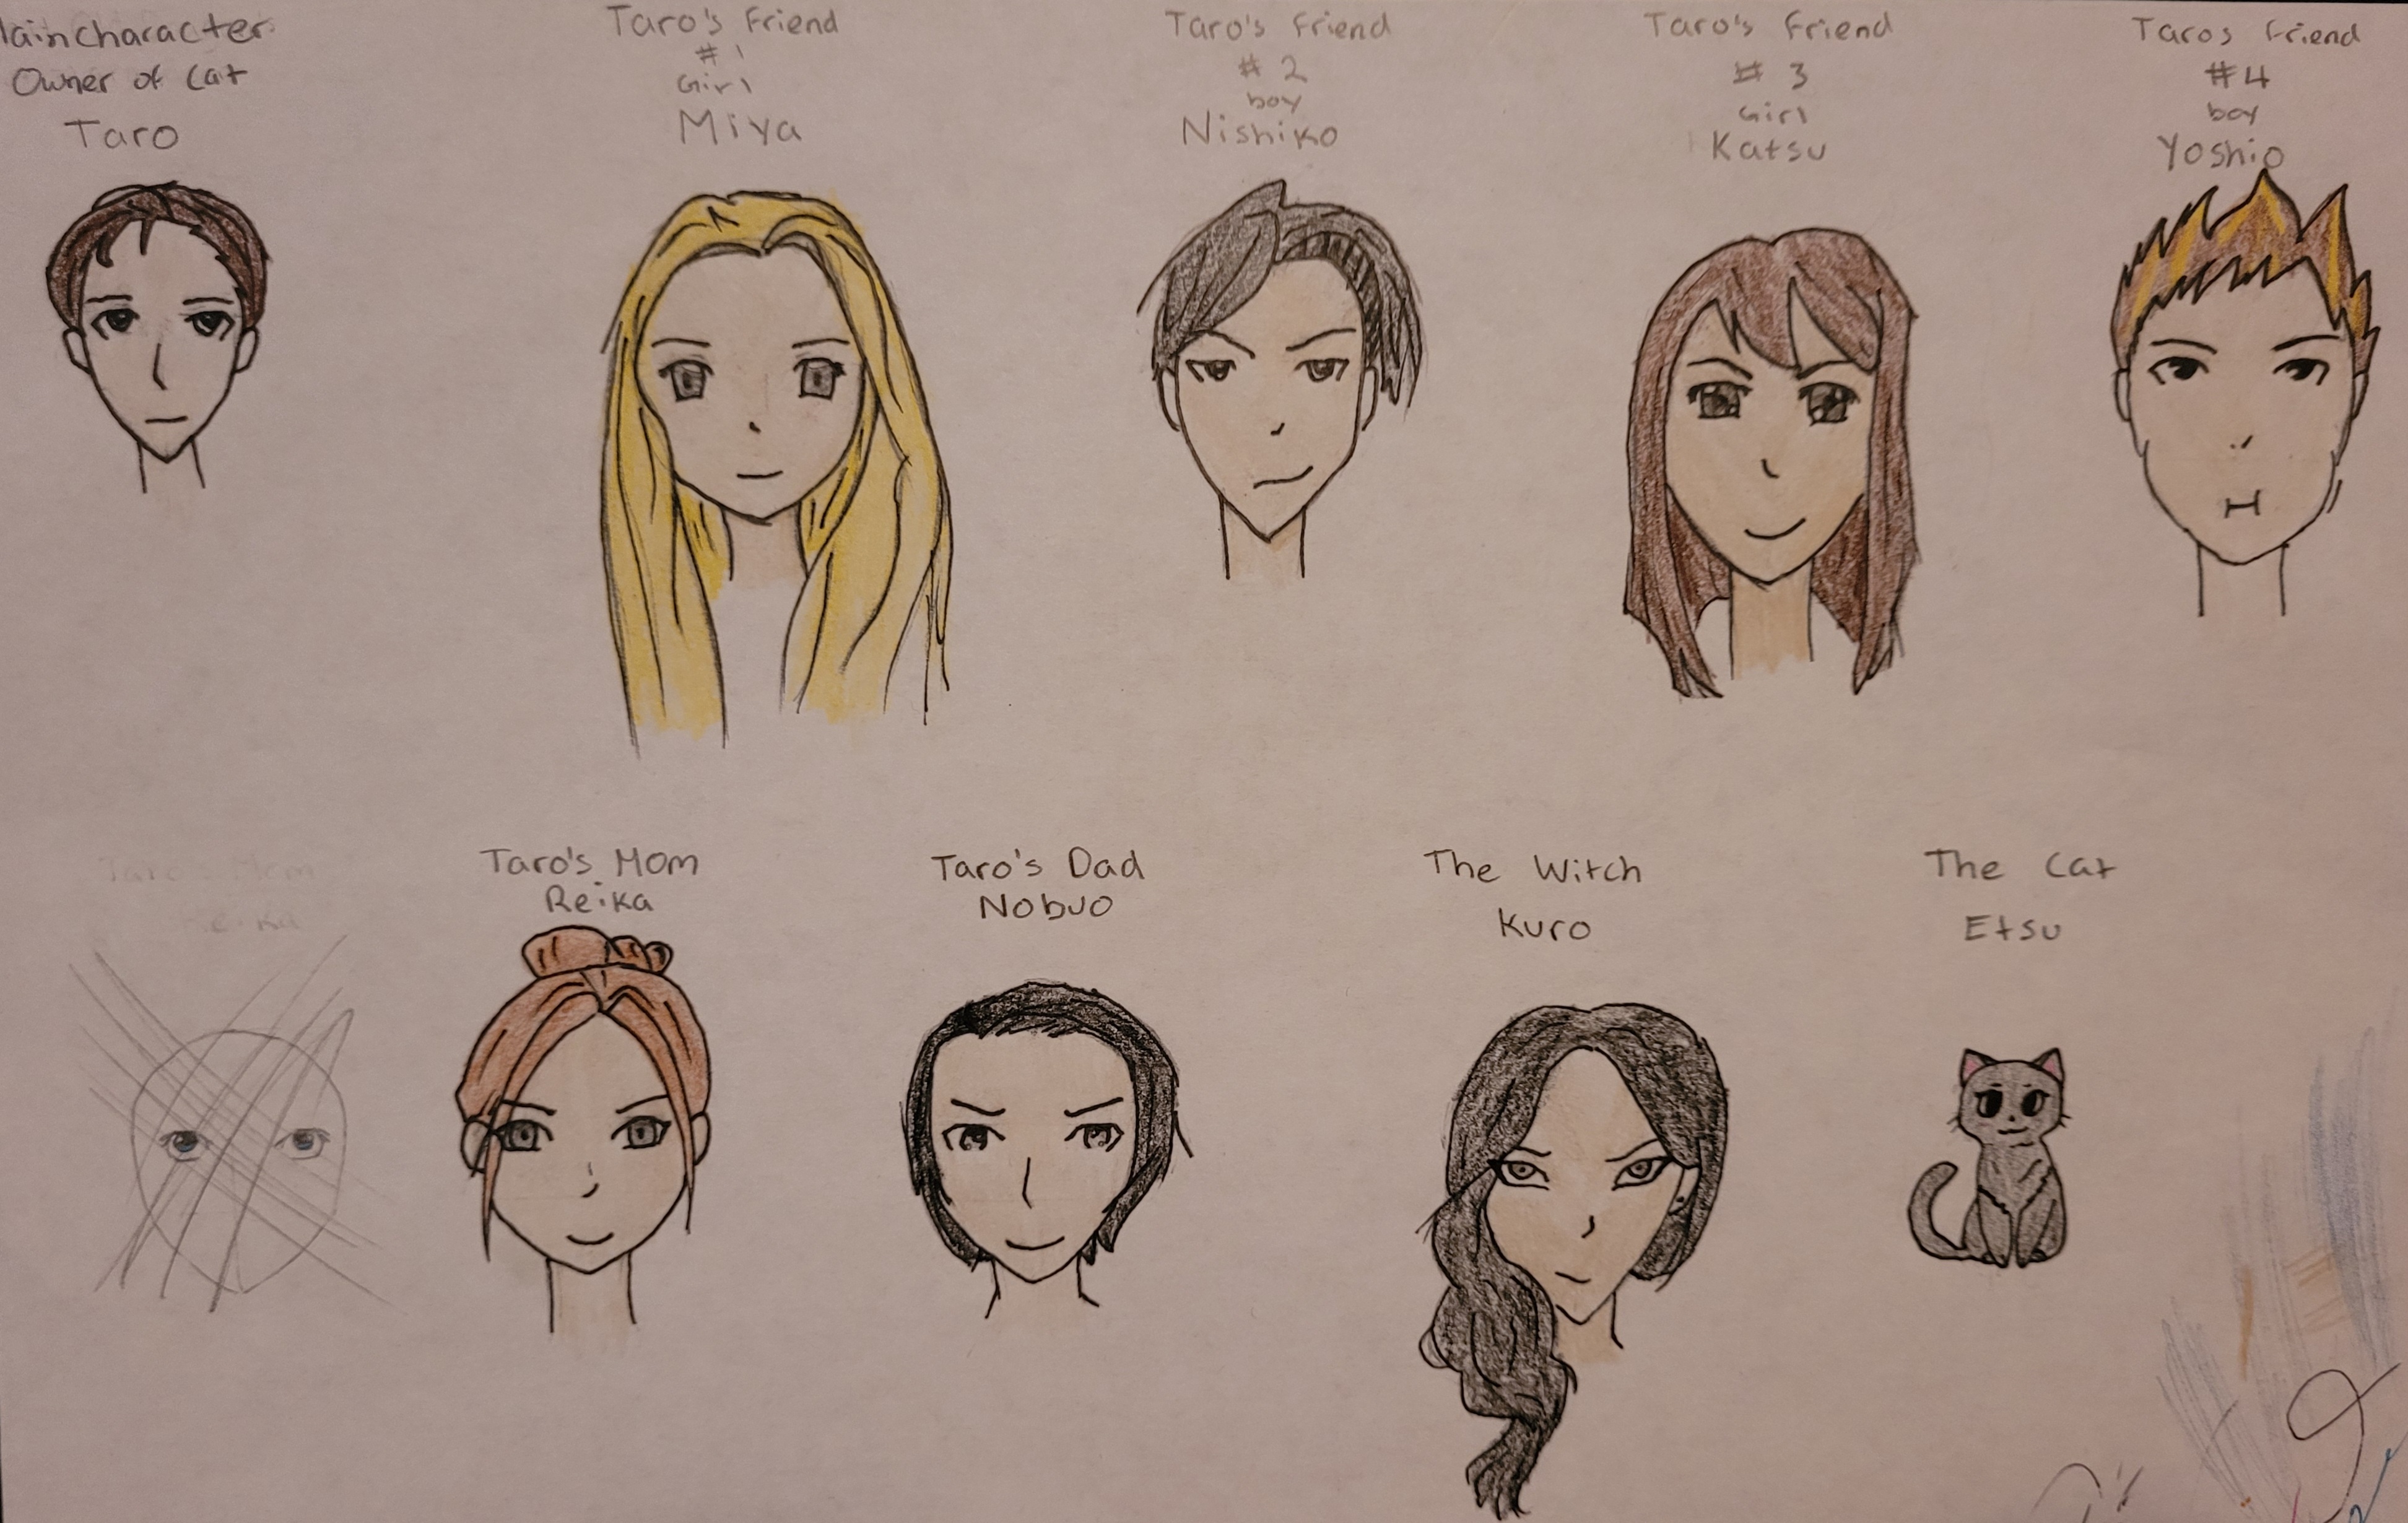 Main character
Owner of Cat
Taro
Taro's Friend
# 1
Girl
Miya
Taro's Friend
# 2
boy
Nishiko
Taro's Friend
# 3
Girl
Katsu
Taros Friend
#4
boy
Yoshio
Taro's Mom
Reika
Taro's Mom
Reika
Taro's Dad
Nobuo
The Witch
Kuro
The Cat
Etsu